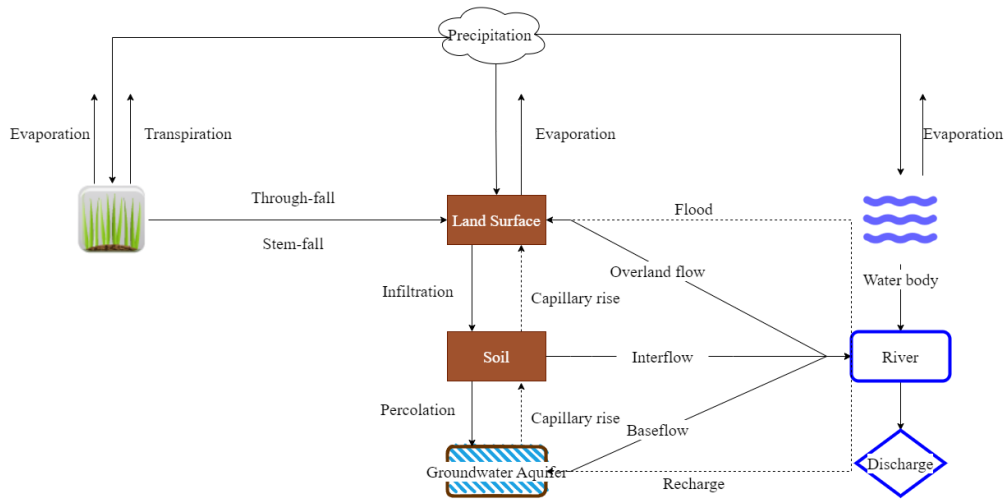 Precipitation
Evaporation
Transpiration
Evaporation
Evaporation
Through-fall
Stem-fall
Land Surface
Flood
Overland flow
Water body
Infiltration
Capillary rise
Soil
Interflow
River
Percolation
Capillary rise
Baseflow
Groundwater Aquifer
Recharge
Discharge